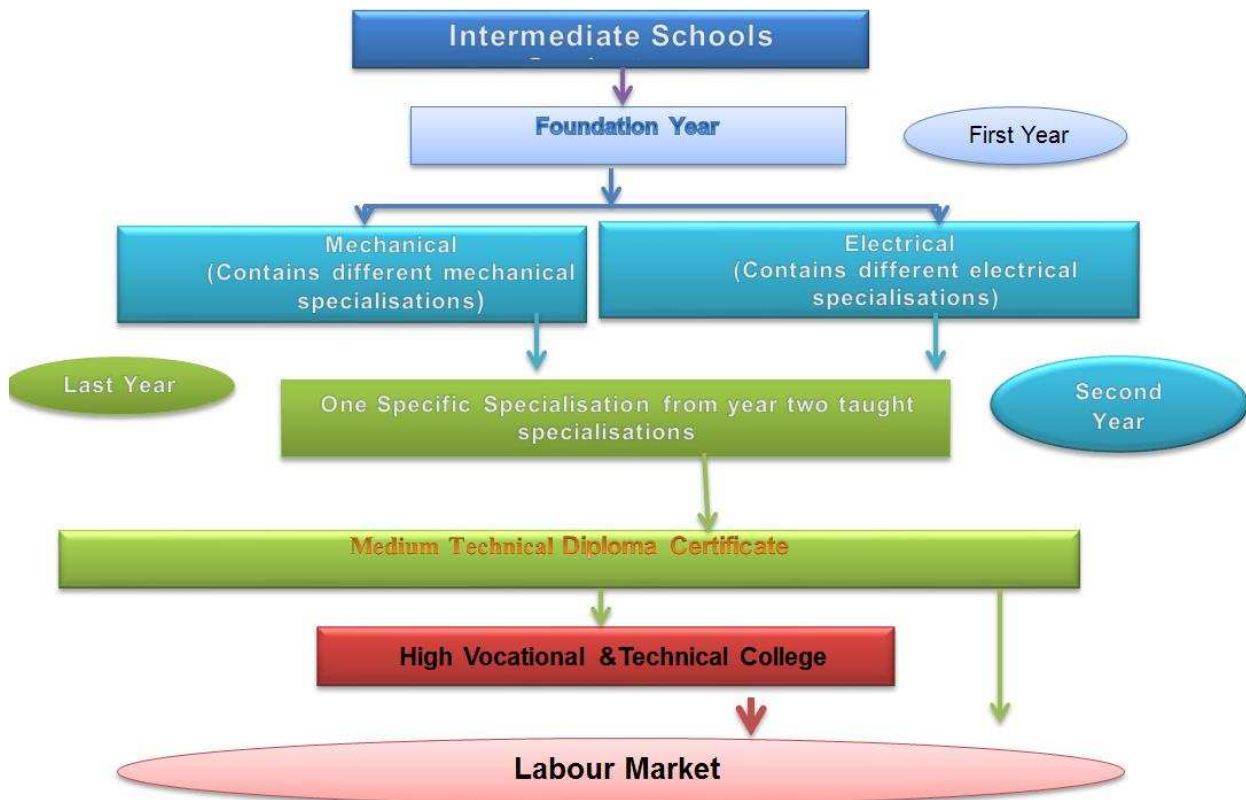 Intermediate Schools
Foundation Year
First Year
Mechanical
(Contains different mechanical
specialisations)
Electrical
(Contains different electrical
specialisations)
Last Year
One Specific Specialisation from year two taught
specialisations
Second
Year
Medium Technical Diploma Certificate
High Vocational &Technical College
Labour Market